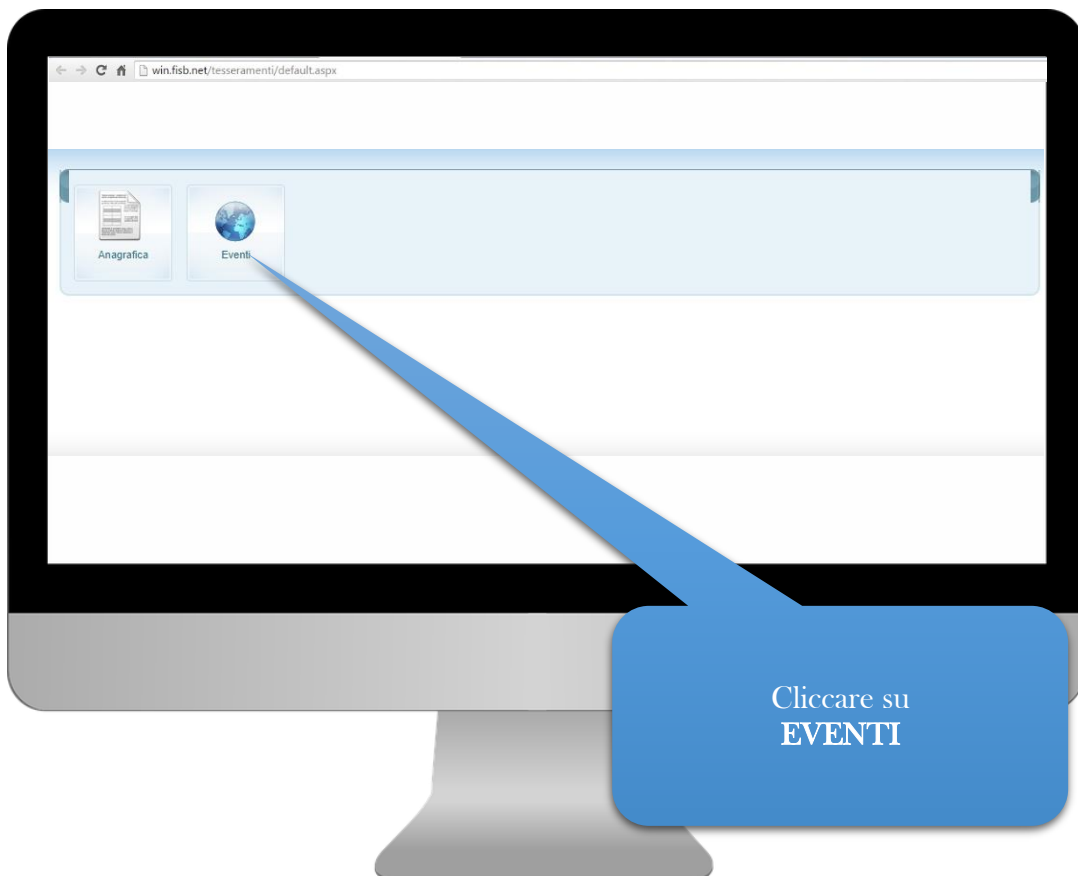 win.fisb.net/tesseramenti/default.aspx
Anagrafica
Eventi
Cliccare su
EVENTI